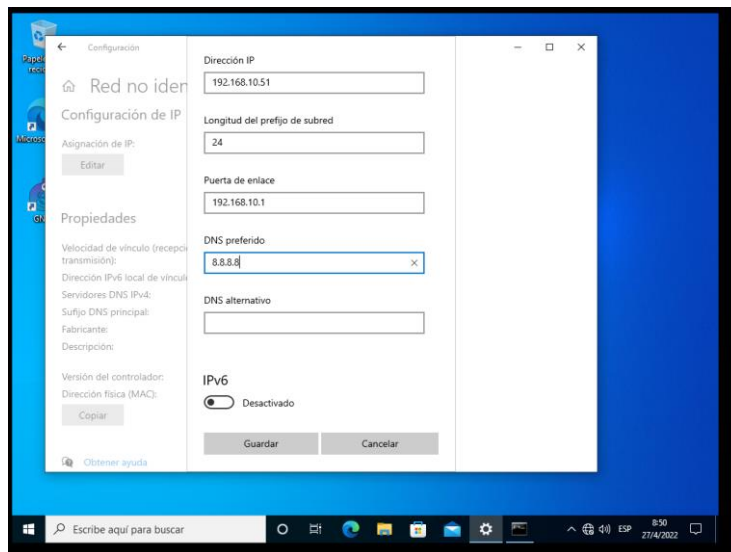 Papele
recic
Microso
GN
Configuración
Red no iden
Configuración de IP
Asignación de IP:
Editar
Propiedades
Velocidad de vínculo (recepci
transmisión):
Dirección IPv6 local de víncul
Servidores DNS IPv4:
Sufijo DNS principal:
Fabricante:
Descripción:
Versión del controlador:
Dirección física (MAC):
Copiar
Obtener ayuda
Dirección IP
192.168.10.51
Longitud del prefijo de subred
24
Puerta de enlace
192.168.10.1
DNS preferido
8.8.8.8
DNS alternativo
IPv6
Desactivado
Guardar
Cancelar
Escribe aquí para buscar
ESP
8:50
27/4/2022